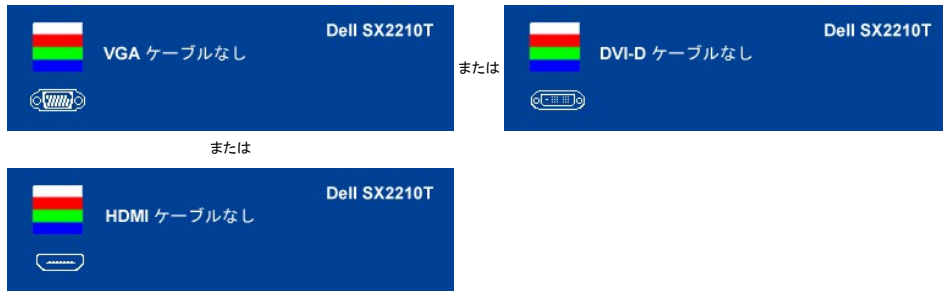 Dell SX2210T
VGA ケーブルなし
または
Dell SX2210T
DVI-D ケーブルなし
または
Dell SX2210T
HDMI ケーブルなし